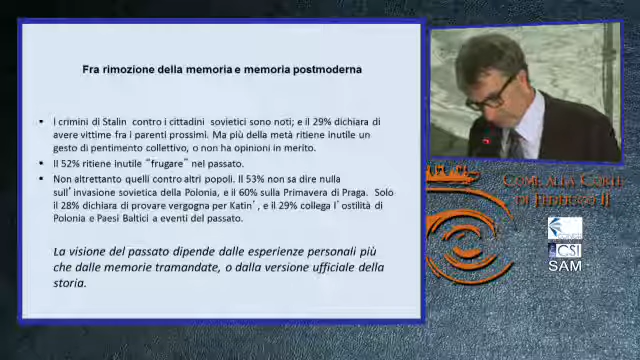 Fra rimozione della memoria e memoria postmoderna
• I crimini di Stalin contro i cittadini sovietici sono noti; e il 29% dichiara di
avere vittime fra i parenti prossimi. Ma più della metà ritiene inutile un
gesto di pentimento collettivo, o non ha opinioni in merito.
• Il 52% ritiene inutile “frugare” nel passato.
• Non altrettanto quelli contro altri popoli. Il 53% non sa dire nulla
sull’invasione sovietica della Polonia, e il 60% sulla Primavera di Praga. Solo
il 28% dichiara di provare vergogna per Katin’, e il 29% collega l’ostilità di
Polonia e Paesi Baltici a eventi del passato.
La visione del passato dipende dalle esperienze personali più
che dalle memorie tramandate, o dalla versione ufficiale della
storia.
COME ALLA CORTE
DI FEDERICO II
CSI
SAM